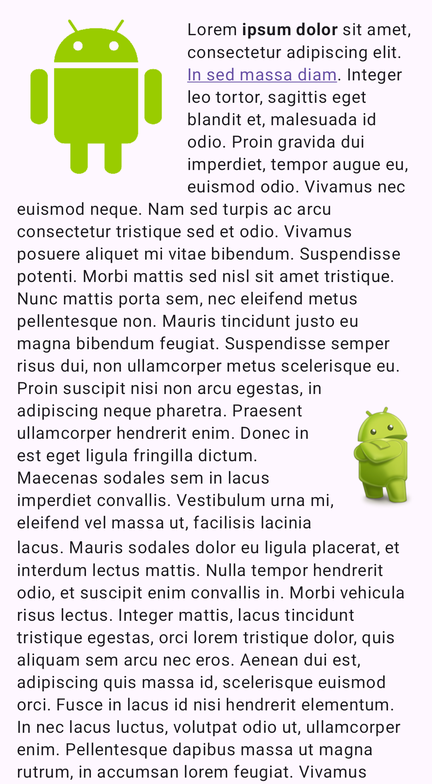 Lorem ipsum dolor sit amet,
consectetur adipiscing elit.
In sed massa diam. Integer
leo tortor, sagittis eget
blandit et, malesuada id
odio. Proin gravida dui
imperdiet, tempor augue eu,
euismod odio. Vivamus nec
euismod neque. Nam sed turpis ac arcu
consectetur tristique sed et odio. Vivamus
posuere aliquet mi vitae bibendum. Suspendisse
potenti. Morbi mattis sed nisl sit amet tristique.
Nunc mattis porta sem, nec eleifend metus
pellentesque non. Mauris tincidunt justo eu
magna bibendum feugiat. Suspendisse semper
risus dui, non ullamcorper metus scelerisque eu.
Proin suscipit nisi non arcu egestas, in
adipiscing neque pharetra. Praesent
ullamcorper hendrerit enim. Donec in
est eget ligula fringilla dictum.
Maecenas sodales sem in lacus
imperdiet convallis. Vestibulum urna mi,
eleifend vel massa ut, facilisis lacinia
lacus. Mauris sodales dolor eu ligula placerat, et
interdum lectus mattis. Nulla tempor hendrerit
odio, et suscipit enim convallis in. Morbi vehicula
risus lectus. Integer mattis, lacus tincidunt
tristique egestas, orci lorem tristique dolor, quis
aliquam sem arcu nec eros. Aenean dui est,
adipiscing quis massa id, scelerisque euismod
orci. Fusce in lacus id nisi hendrerit elementum.
In nec lacus luctus, volutpat odio ut, ullamcorper
enim. Pellentesque dapibus massa ut magna
rutrum, in accumsan lorem feugiat. Vivamus